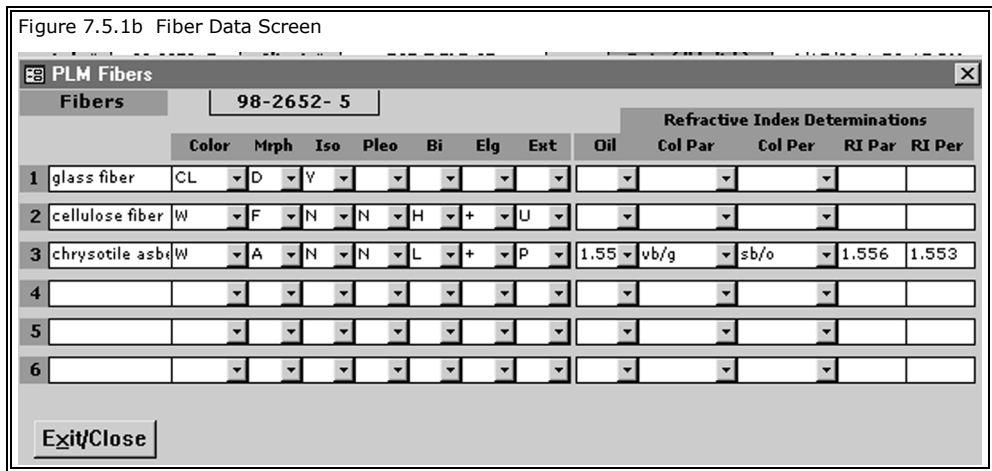 Figure 7.5.1b Fiber Data Screen
PLM Fibers
Fibers 98-2652- 5
Refractive Index Determinations
Color Mrph Iso Pleo Bi Elg Ext Oil Col Par Col Per RI Par RI Per
1 glass fiber CL D Y
2 cellulose fiber W F N N H + U
3 chrysotile asbe W A N N L + P 1.55 vb/g sb/o 1.556 1.553
4
5
6
Exit/Close